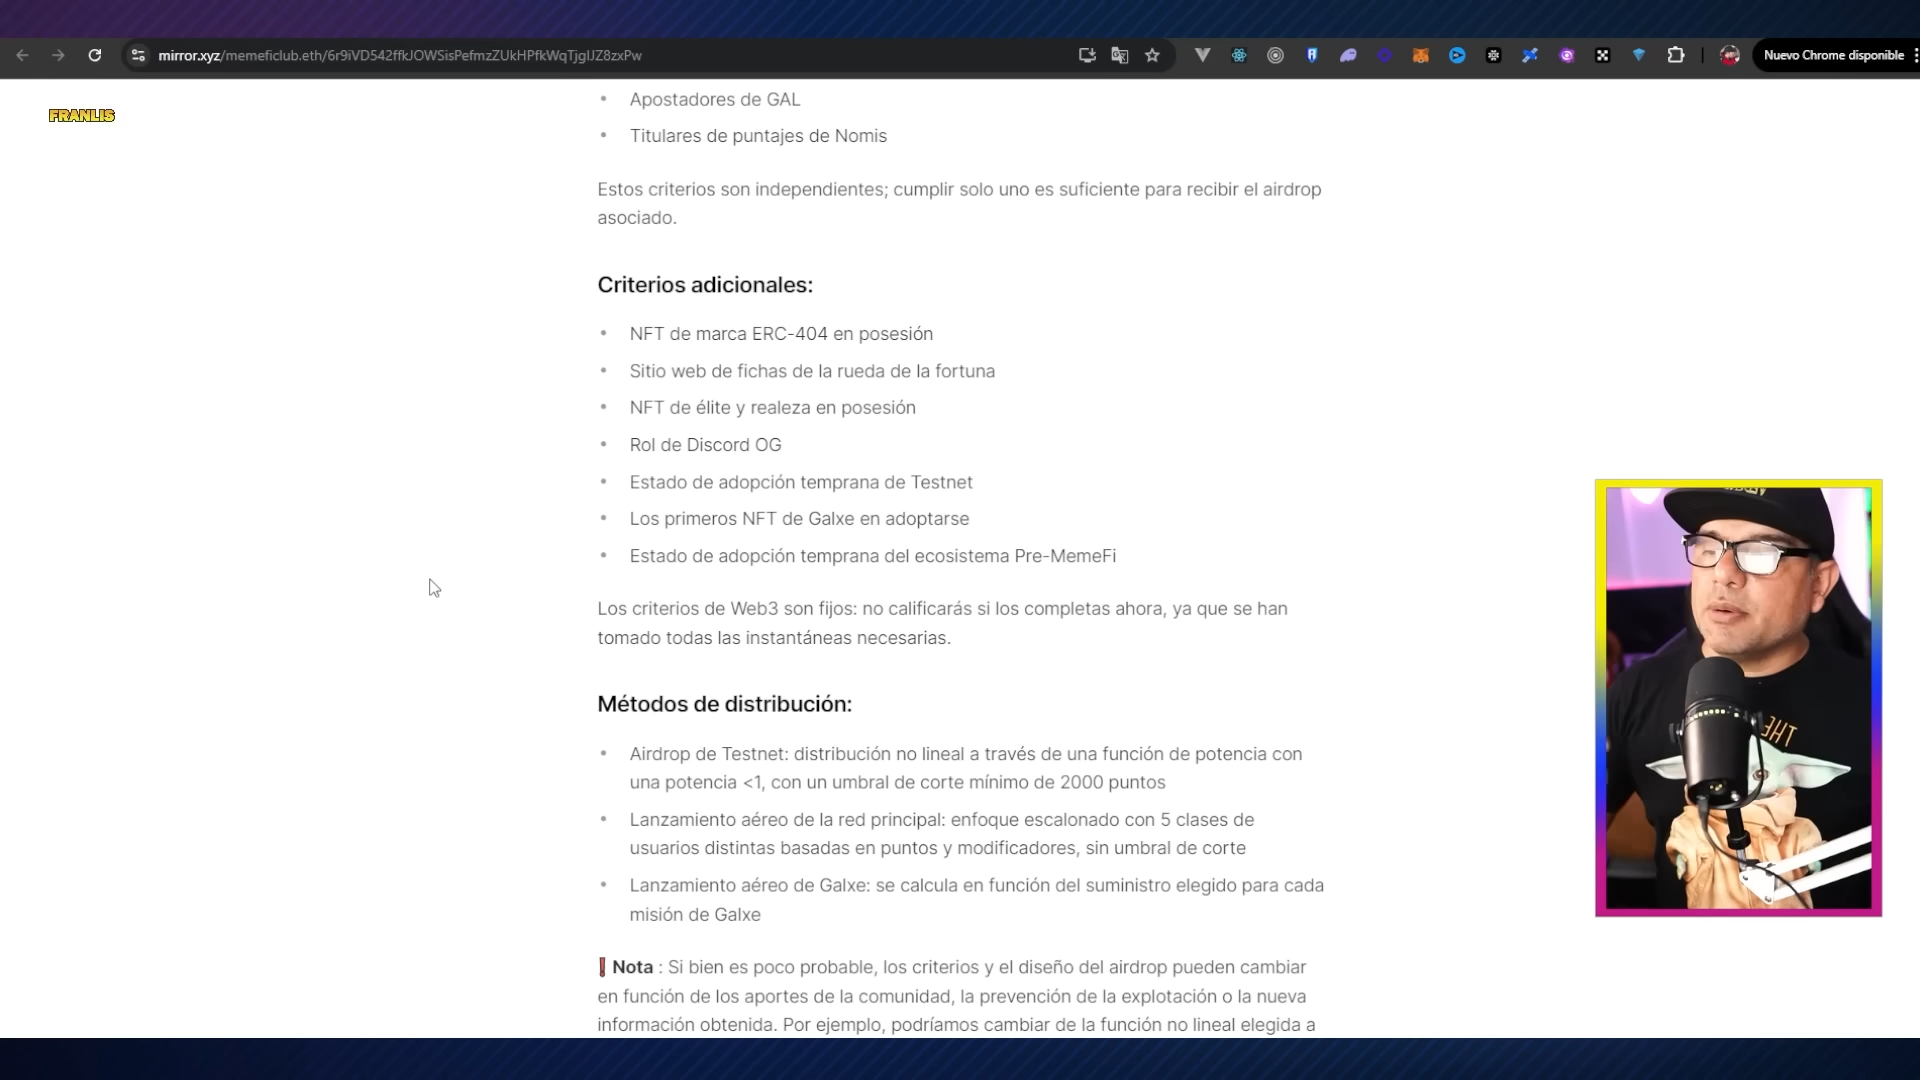 mirror.xyz/memeficlub.eth/6r9iVD542ffkJOWSisPefmzZUkHPfkWqTjgIJZ8zxPw
Nuevo Chrome disponible
FRANLIS
• Apostadores de GAL
• Titulares de puntajes de Nomis
Estos criterios son independientes; cumplir solo uno es suficiente para recibir el airdrop
asociado.
Criterios adicionales:
• NFT de marca ERC-404 en posesión
• Sitio web de fichas de la rueda de la fortuna
• NFT de élite y realeza en posesión
• Rol de Discord OG
• Estado de adopción temprana de Testnet
• Los primeros NFT de Galxe en adoptarse
• Estado de adopción temprana del ecosistema Pre-MemeFi
Los criterios de Web3 son fijos: no calificarás si los completas ahora, ya que se han
tomado todas las instantáneas necesarias.
Métodos de distribución:
• Airdrop de Testnet: distribución no lineal a través de una función de potencia con
una potencia <1, con un umbral de corte mínimo de 2000 puntos
• Lanzamiento aéreo de la red principal: enfoque escalonado con 5 clases de
usuarios distintas basadas en puntos y modificadores, sin umbral de corte
• Lanzamiento aéreo de Galxe: se calcula en función del suministro elegido para cada
misión de Galxe
❗Nota : Si bien es poco probable, los criterios y el diseño del airdrop pueden cambiar
en función de los aportes de la comunidad, la prevención de la explotación o la nueva
información obtenida. Por ejemplo, podríamos cambiar de la función no lineal elegida a
THE